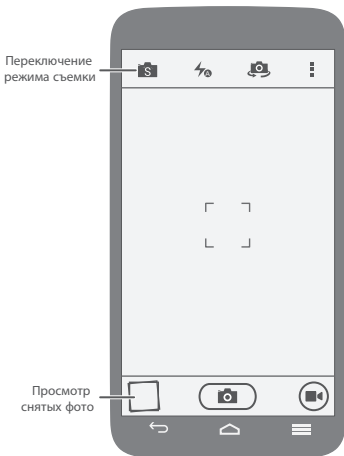 Переключение
режима съемки
S
A
Просмотр
снятых фото